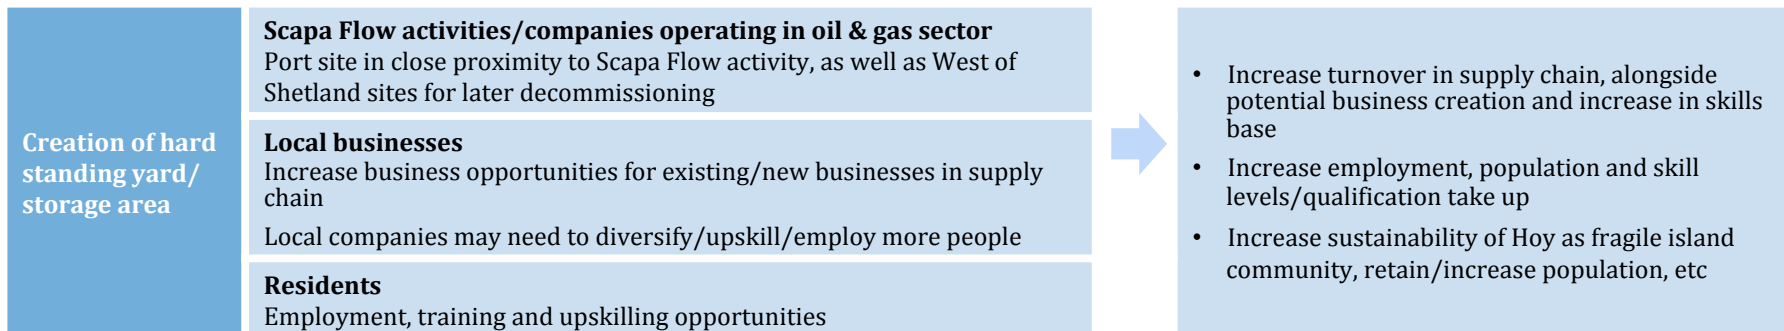 Creation of hard
standing yard/
storage area
Scapa Flow activities/companies operating in oil & gas sector
Port site in close proximity to Scapa Flow activity, as well as West of
Shetland sites for later decommissioning
Local businesses
Increase business opportunities for existing/new businesses in supply
chain
Local companies may need to diversify/upskill/employ more people
Residents
Employment, training and upskilling opportunities
• Increase turnover in supply chain, alongside
potential business creation and increase in skills
base
• Increase employment, population and skill
levels/qualification take up
• Increase sustainability of Hoy as fragile island
community, retain/increase population, etc